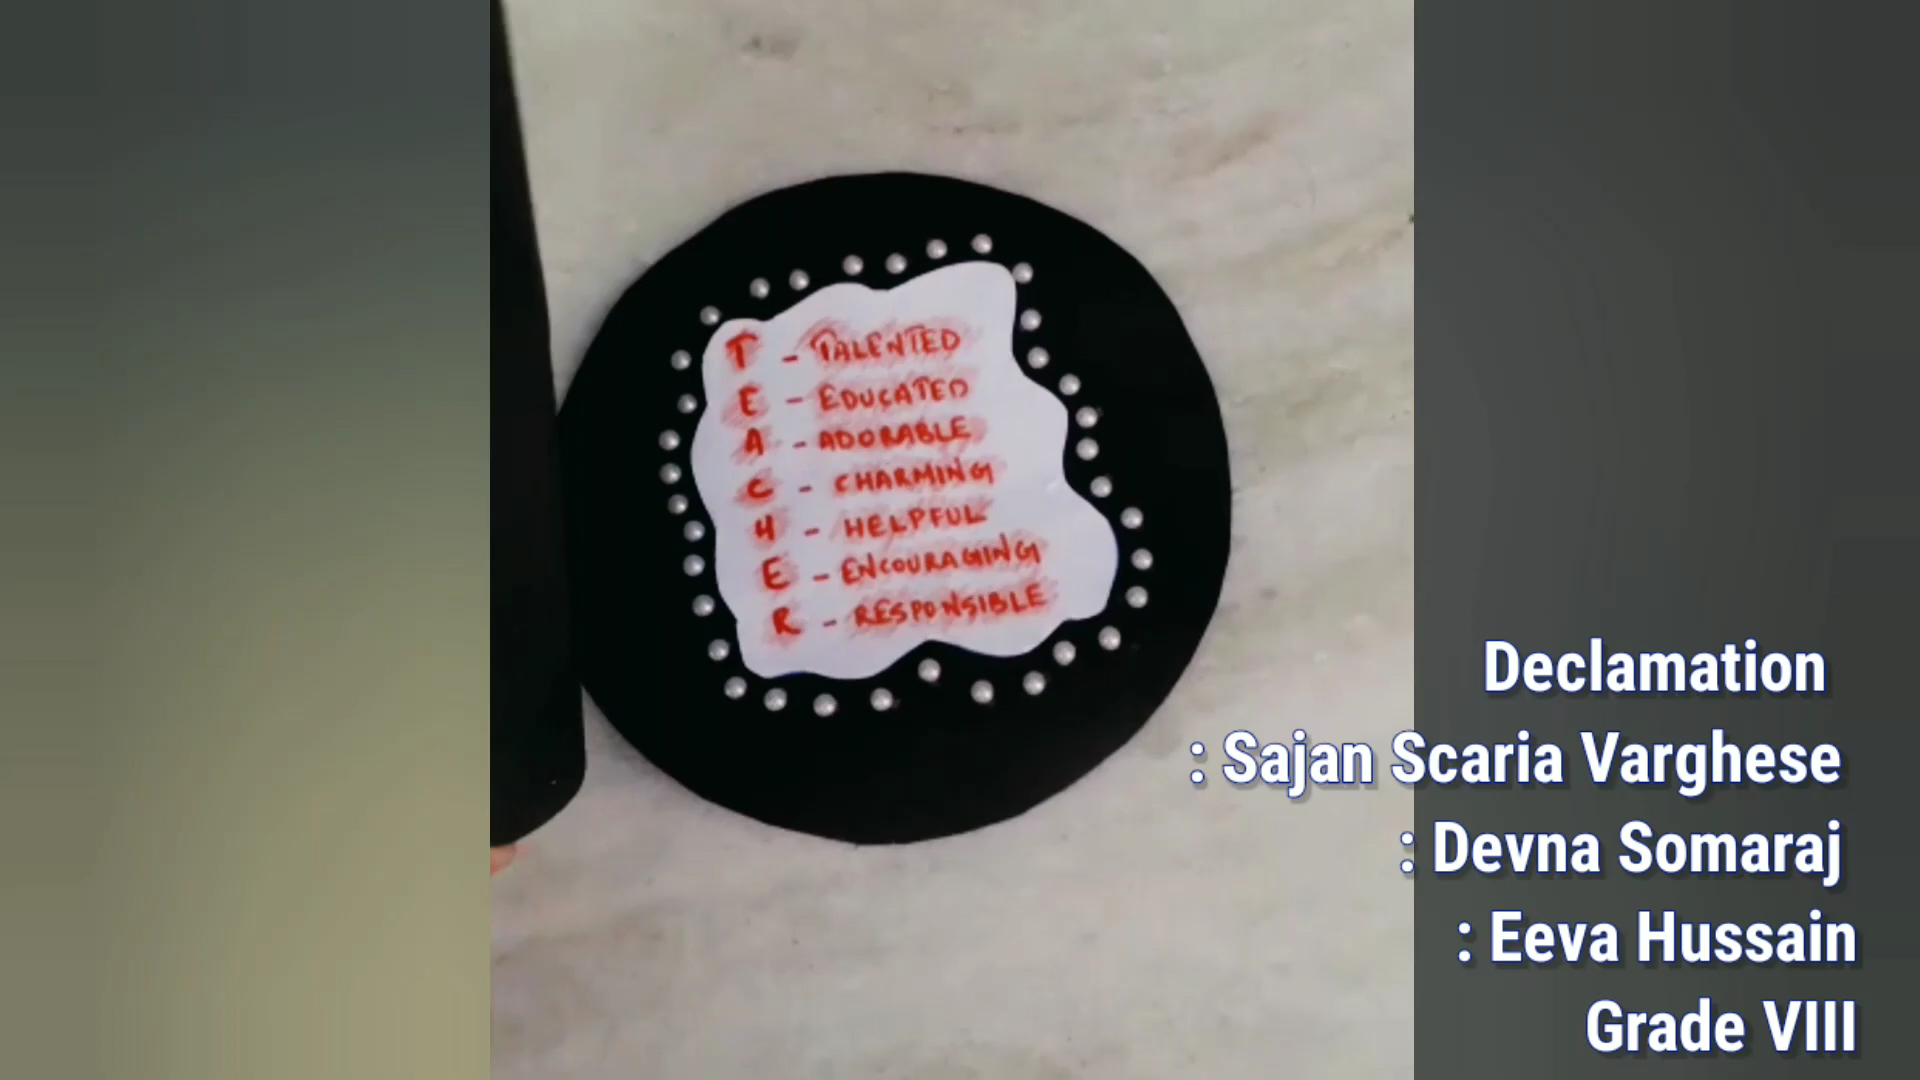 T - TALENTED
E - EDUCATED
A - ADORABLE
C - CHARMING
H - HELPFUL
E - ENCOURAGING
R - RESPONSIBLE
Declamation
: Sajan Scaria Varghese
: Devna Somaraj
: Eeva Hussain
Grade VIII